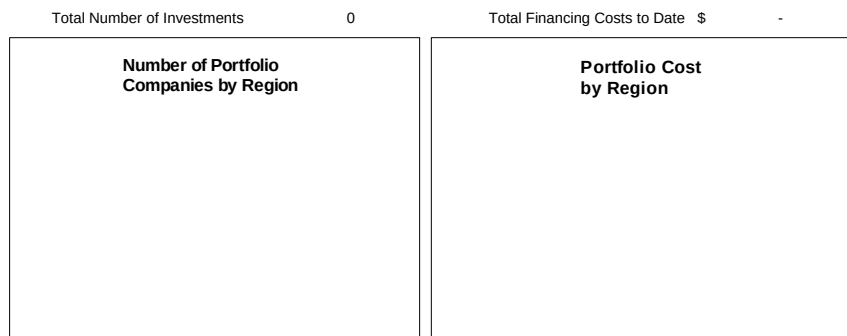 Total Number of Investments 0 Total Financing Costs to Date $ -
Number of Portfolio
Companies by Region
Portfolio Cost
by Region